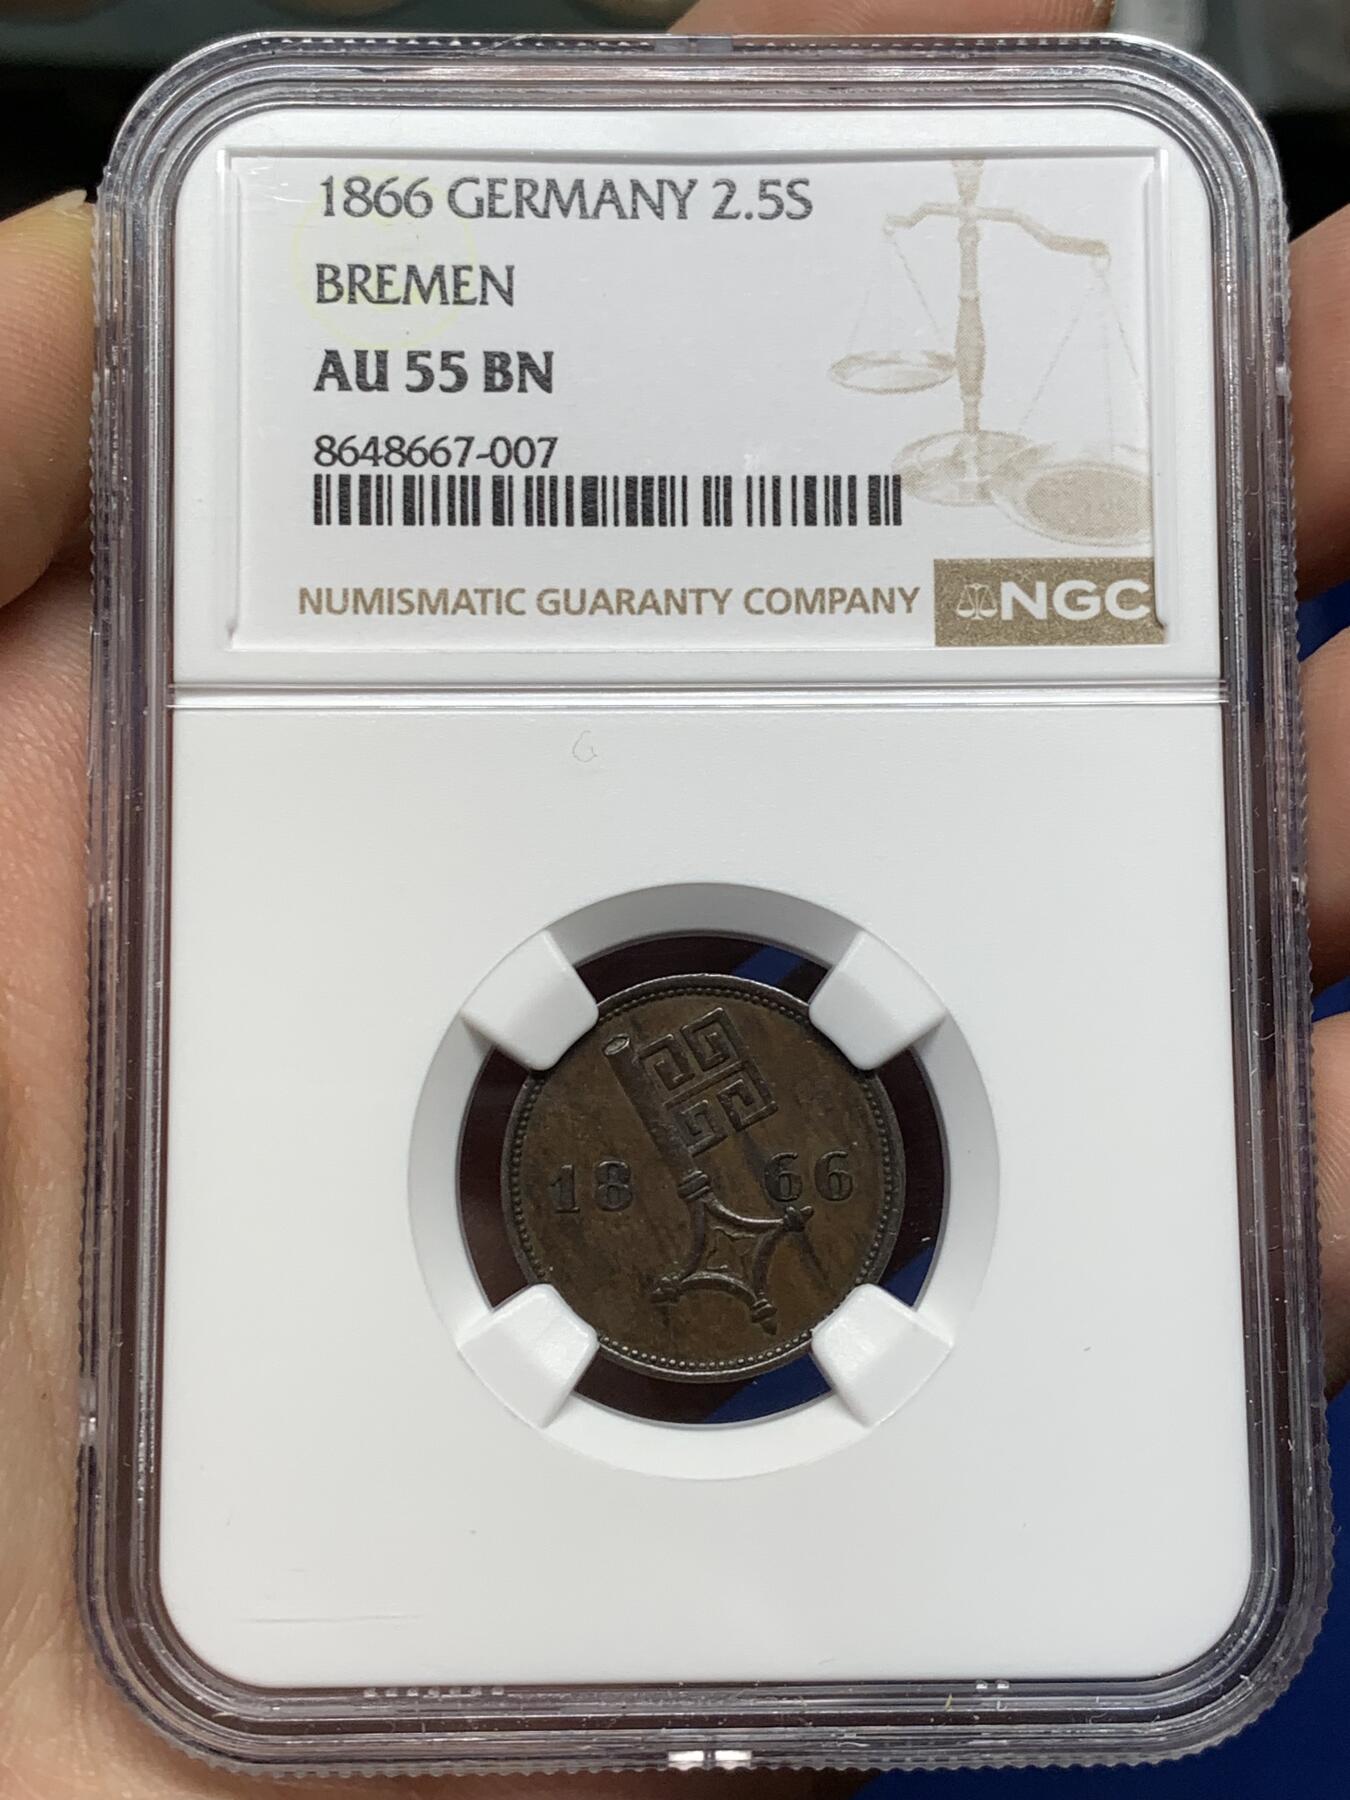 1866 GERMANY 2.5S
BREMEN
AU 55 BN
8648667-007
NUMISMATIC GUARANTY COMPANY
NGC
G
18 66